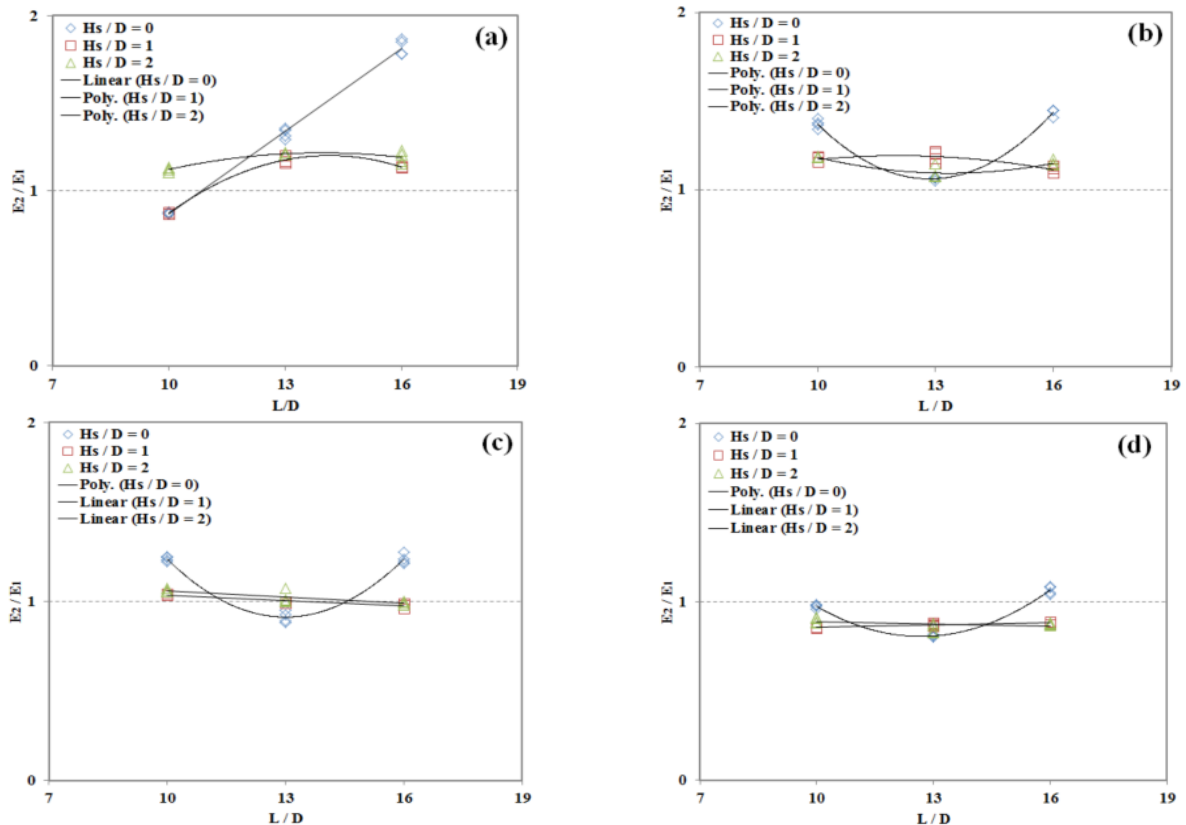 2
(a)
Hs / D = 0
Hs / D = 1
Hs / D = 2
Linear (Hs / D = 0)
Poly. (Hs / D = 1)
Poly. (Hs / D = 2)
E2 / E1
1
0
7
10
13
16
19
L/D
2
(b)
Hs / D = 0
Hs / D = 1
Hs / D = 2
Poly. (Hs / D = 0)
Poly. (Hs / D = 1)
Poly. (Hs / D = 2)
E2 / E1
1
0
7
10
13
16
19
L / D
2
(c)
Hs / D = 0
Hs / D = 1
Hs / D = 2
Poly. (Hs / D = 0)
Linear (Hs / D = 1)
Linear (Hs / D = 2)
E2 / E1
1
0
7
10
13
16
19
L / D
2
(d)
Hs / D = 0
Hs / D = 1
Hs / D = 2
Poly. (Hs / D = 0)
Linear (Hs / D = 1)
Linear (Hs / D = 2)
E2 / E1
1
0
7
10
13
16
19
L / D